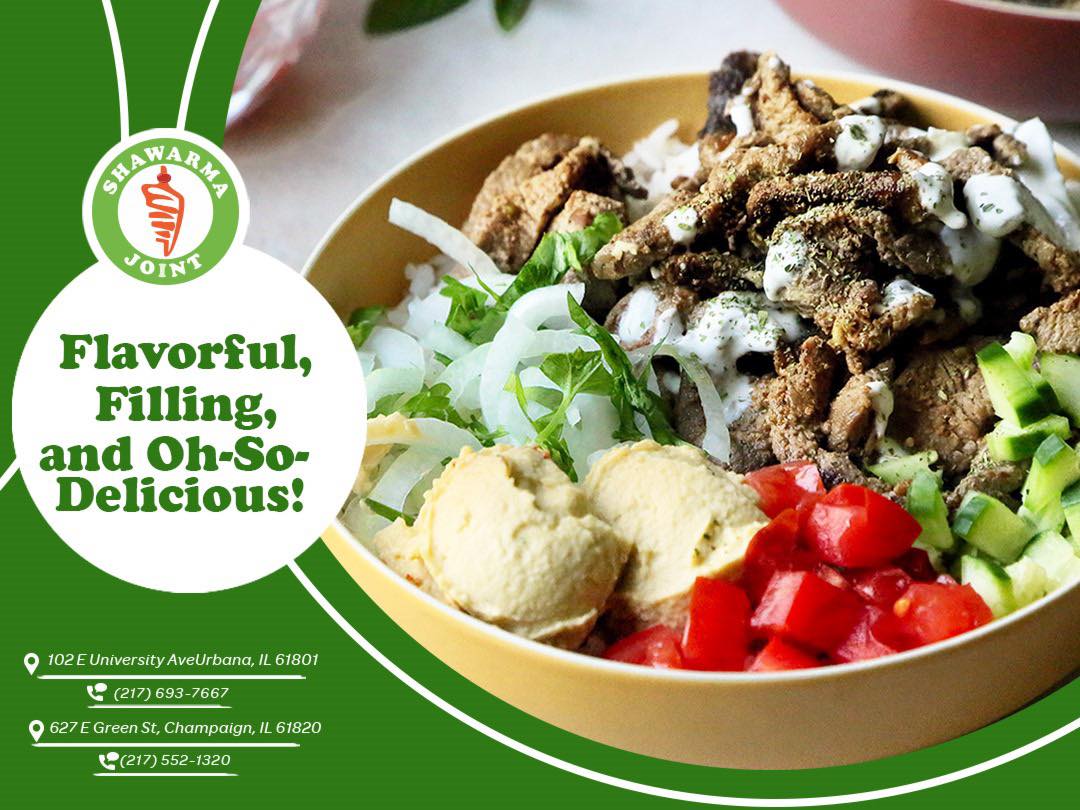 SHAWARMA
JOINT
Flavorful,
Filling,
and Oh-So-
Delicious!
102 E University AveUrbana, IL 61801
(217) 693-7667
627 E Green St, Champaign, IL 61820
(217) 552-1320